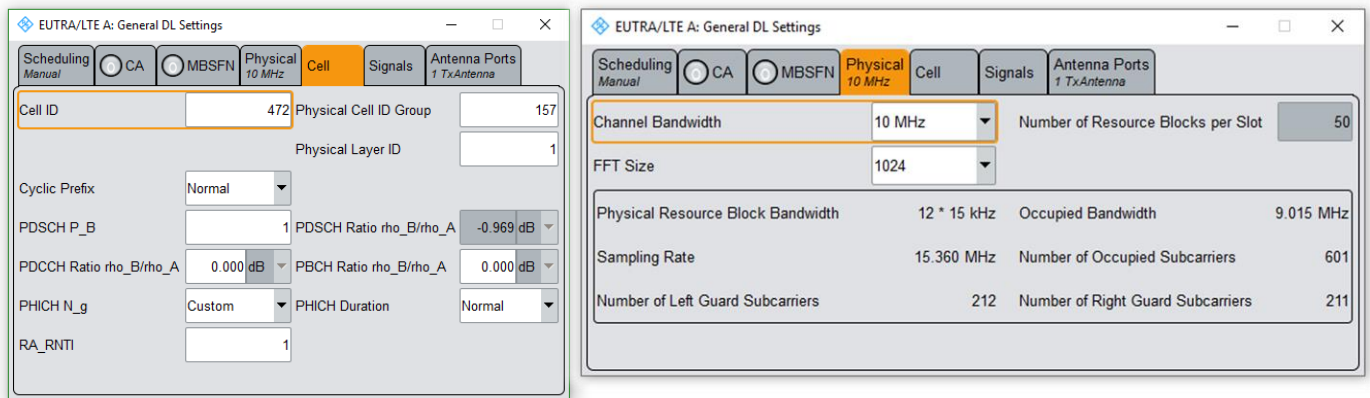 EUTRA/LTE A: General DL Settings
Scheduling
Manual
CA
MBSFN
Physical
10 MHz
Cell
Signals
Antenna Ports
1 TxAntenna
Cell ID 472 Physical Cell ID Group 157
Physical Layer ID 1
Cyclic Prefix Normal
PDSCH P_B 1 PDSCH Ratio rho_B/rho_A -0.969 dB
PDCCH Ratio rho_B/rho_A 0.000 dB PBCH Ratio rho_B/rho_A 0.000 dB
PHICH N_g Custom PHICH Duration Normal
RA_RNTI 1
EUTRA/LTE A: General DL Settings
Scheduling
Manual
CA
MBSFN
Physical
10 MHz
Cell
Signals
Antenna Ports
1 TxAntenna
Channel Bandwidth 10 MHz Number of Resource Blocks per Slot 50
FFT Size 1024
Physical Resource Block Bandwidth 12 * 15 kHz Occupied Bandwidth 9.015 MHz
Sampling Rate 15.360 MHz Number of Occupied Subcarriers 601
Number of Left Guard Subcarriers 212 Number of Right Guard Subcarriers 211